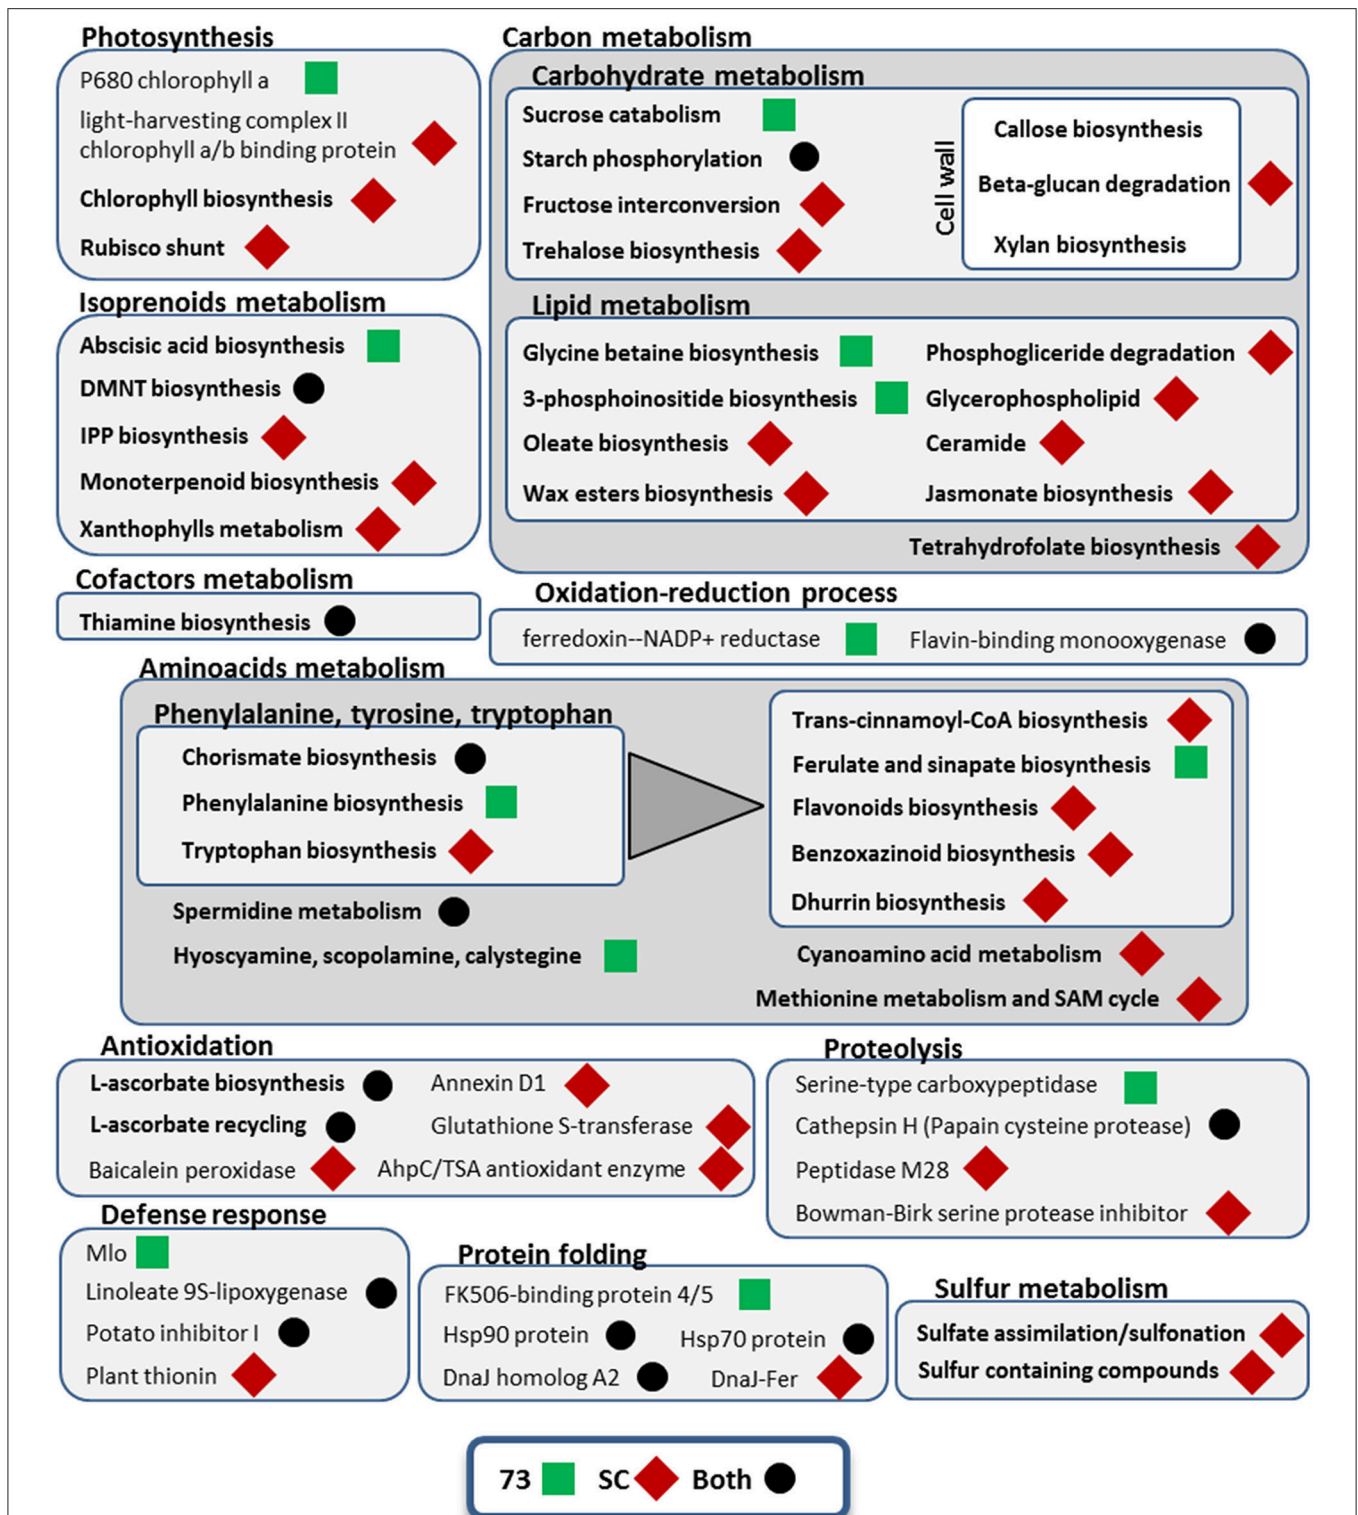 Photosynthesis
P680 chlorophyll a
light-harvesting complex II
chlorophyll a/b binding protein
Chlorophyll biosynthesis
Rubisco shunt
Carbon metabolism
Carbohydrate metabolism
Sucrose catabolism
Starch phosphorylation
Fructose interconversion
Trehalose biosynthesis
Cell wall
Callose biosynthesis
Beta-glucan degradation
Xylan biosynthesis
Isoprenoids metabolism
Abscisic acid biosynthesis
DMNT biosynthesis
IPP biosynthesis
Monoterpenoid biosynthesis
Xanthophylls metabolism
Lipid metabolism
Glycine betaine biosynthesis
3-phosphoinositide biosynthesis
Oleate biosynthesis
Wax esters biosynthesis
Phosphogliceride degradation
Glycerophospholipid
Ceramide
Jasmonate biosynthesis
Tetrahydrofolate biosynthesis
Cofactors metabolism
Thiamine biosynthesis
Oxidation-reduction process
ferredoxin--NADP+ reductase
Flavin-binding monooxygenase
Aminoacids metabolism
Phenylalanine, tyrosine, tryptophan
Chorismate biosynthesis
Phenylalanine biosynthesis
Tryptophan biosynthesis
Spermidine metabolism
Hyoscyamine, scopolamine, calystegine
Trans-cinnamoyl-CoA biosynthesis
Ferulate and sinapate biosynthesis
Flavonoids biosynthesis
Benzoxazinoid biosynthesis
Dhurrin biosynthesis
Cyanoamino acid metabolism
Methionine metabolism and SAM cycle
Antioxidation
L-ascorbate biosynthesis
L-ascorbate recycling
Baicalein peroxidase
Annexin D1
Glutathione S-transferase
AhpC/TSA antioxidant enzyme
Proteolysis
Serine-type carboxypeptidase
Cathepsin H (Papain cysteine protease)
Peptidase M28
Bowman-Birk serine protease inhibitor
Defense response
Mlo
Linoleate 9S-lipoxygenase
Potato inhibitor I
Plant thionin
Protein folding
FK506-binding protein 4/5
Hsp90 protein
Hsp70 protein
DnaJ homolog A2
DnaJ-Fer
Sulfur metabolism
Sulfate assimilation/sulfonation
Sulfur containing compounds
73 SC Both